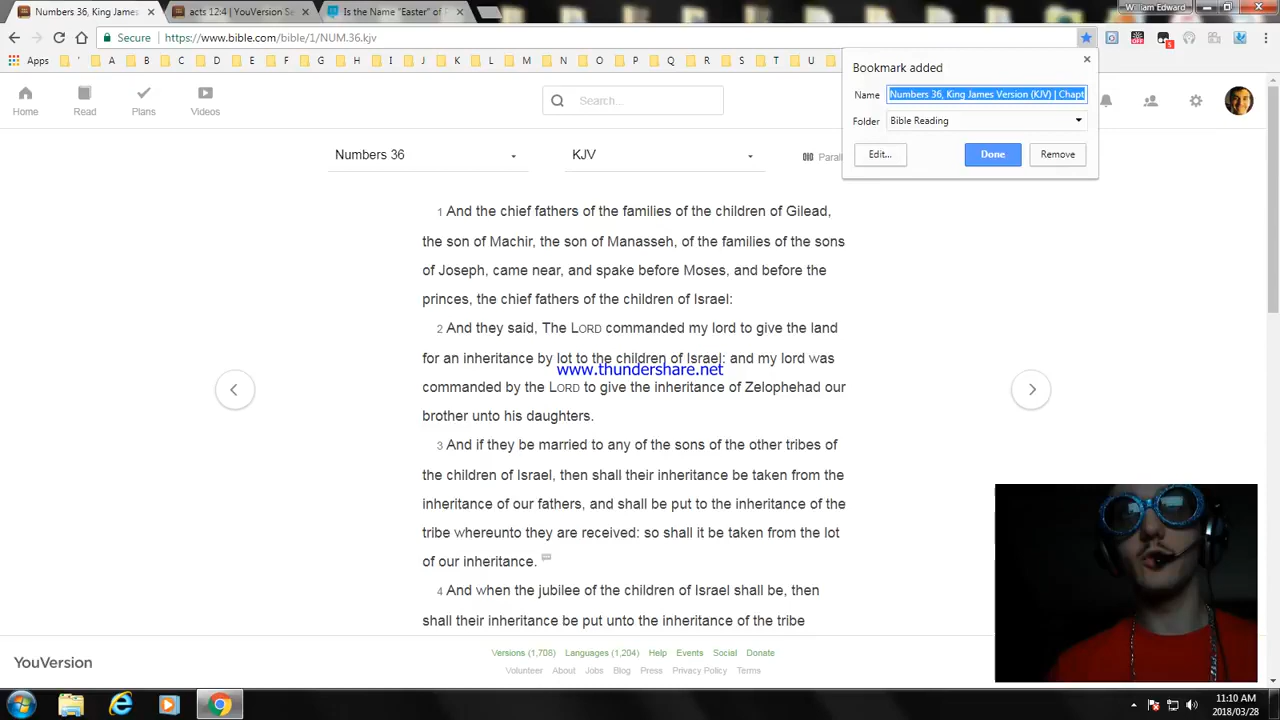 William Edward
Numbers 36, King James
acts 12:4 | YouVersion Se
Is the Name "Easter" of
Secure
https://www.bible.com/bible/1/NUM.36.kjv
Apps ' A B C D E F G H I J K L M N O P Q R S T U
OFF
5
Bookmark added
Name Numbers 36, King James Version (KJV) | Chapt
Folder Bible Reading
Edit... Done Remove
Home Read Plans Videos
Search...
Numbers 36
KJV
Parall
1 And the chief fathers of the families of the children of Gilead,
the son of Machir, the son of Manasseh, of the families of the sons
of Joseph, came near, and spake before Moses, and before the
princes, the chief fathers of the children of Israel:
2 And they said, The LORD commanded my lord to give the land
for an inheritance by lot to the children of Israel: and my lord was
www.thundershare.net
commanded by the LORD to give the inheritance of Zelophehad our
brother unto his daughters.
3 And if they be married to any of the sons of the other tribes of
the children of Israel, then shall their inheritance be taken from the
inheritance of our fathers, and shall be put to the inheritance of the
tribe whereunto they are received: so shall it be taken from the lot
of our inheritance.
4 And when the jubilee of the children of Israel shall be, then
shall their inheritance be put unto the inheritance of the tribe
YouVersion
Versions (1,706) Languages (1,204) Help Events Social Donate
Volunteer About Jobs Blog Press Privacy Policy Terms
11:10 AM
2018/03/28